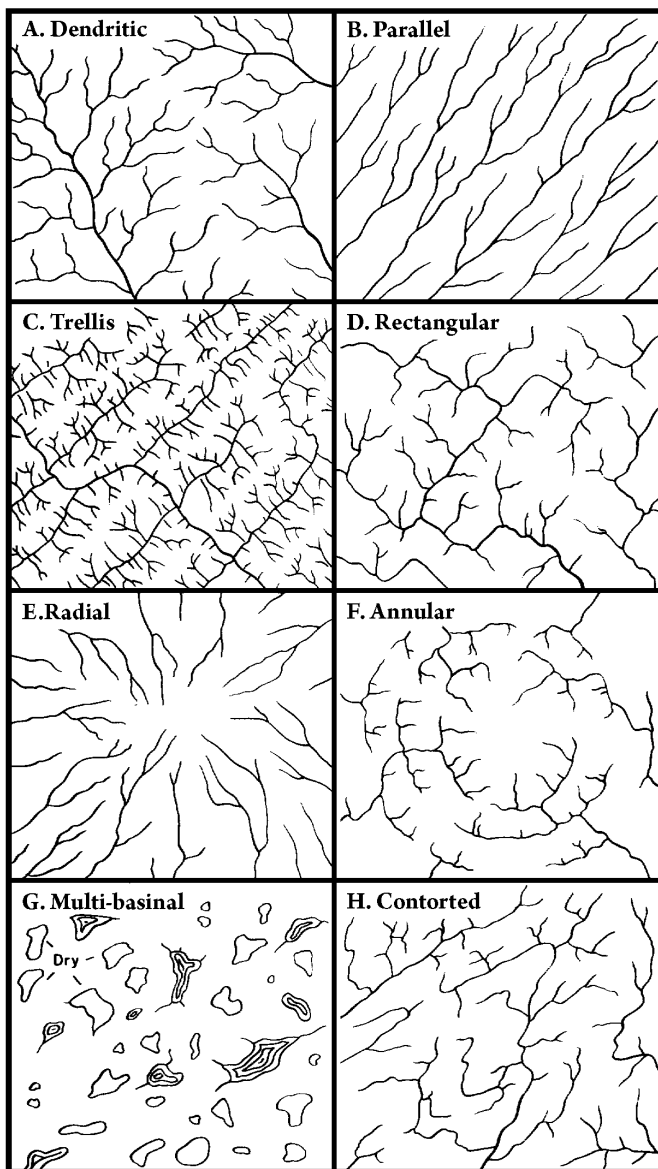 A. Dendritic
B. Parallel
C. Trellis
D. Rectangular
E.Radial
F. Annular
G. Multi-basinal
Dry
H. Contorted